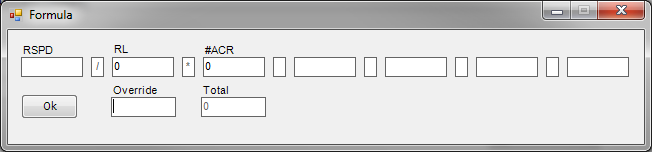 Formula
RSPD RL #ACR
/ 0 * 0
Override Total
Ok 0